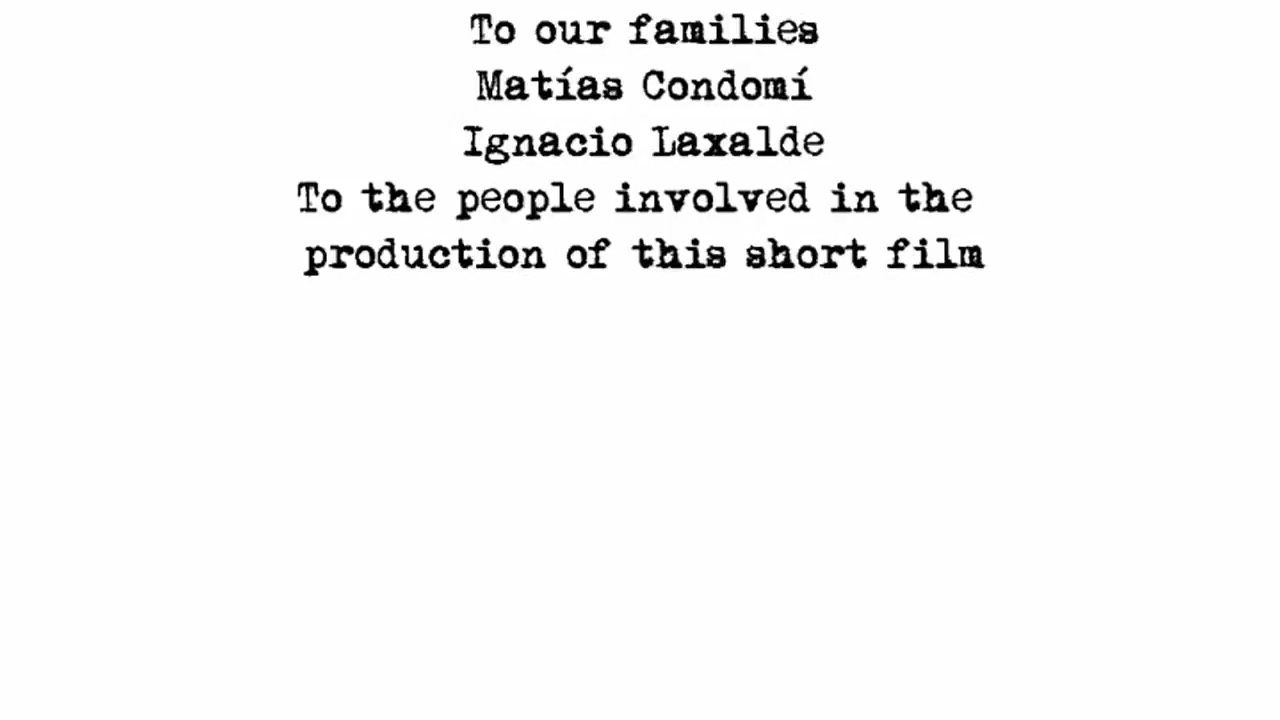 To our families
Matías Condomí
Ignacio Laxalde
To the people involved in the
production of this short film